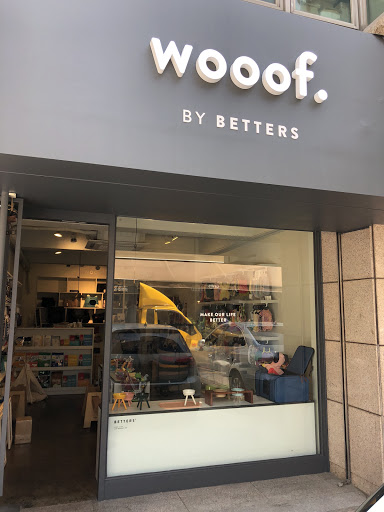 wooof.
BY BETTERS
MAKE OUR LIFE
BETTER
BETTERS'